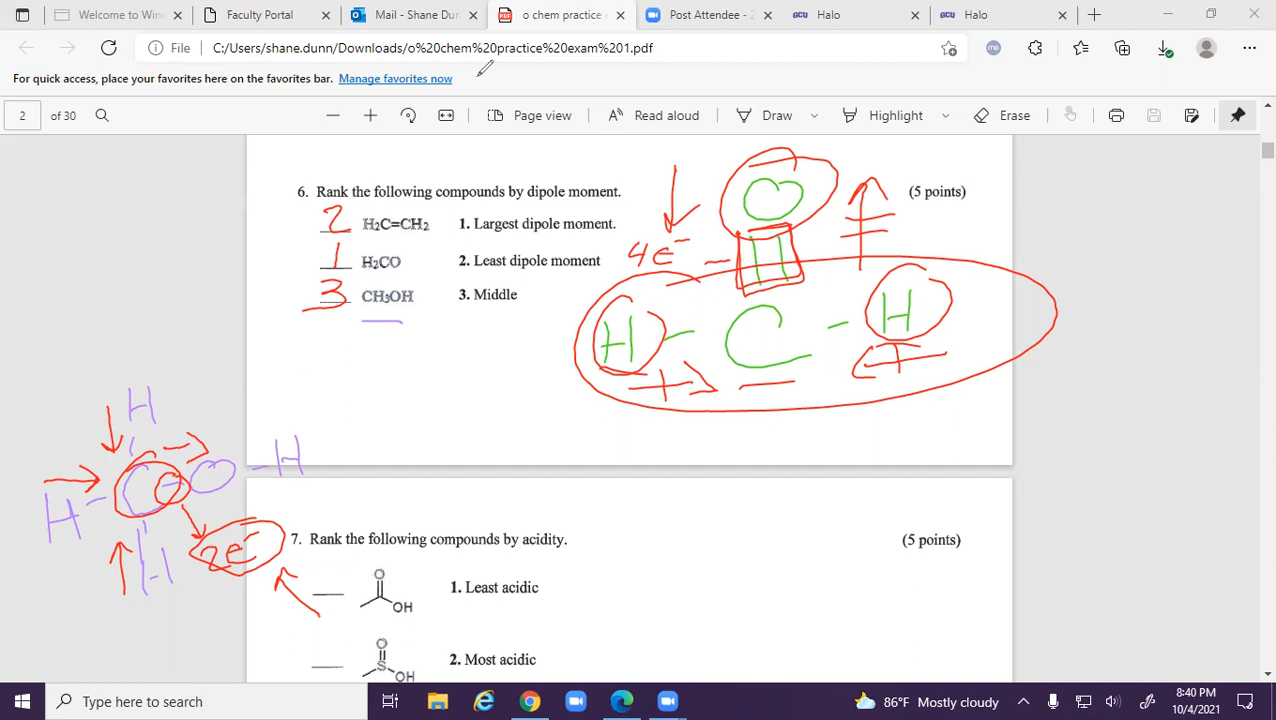 Welcome to Wind
Faculty Portal
Mail - Shane Dunn
o chem practice e
Post Attendee - Z
GCU Halo
GCU Halo
File C:/Users/shane.dunn/Downloads/o%20chem%20practice%20exam%201.pdf
For quick access, place your favorites here on the favorites bar. Manage favorites now
2 of 30
Page view
Read aloud
Draw
Highlight
Erase
6. Rank the following compounds by dipole moment. (5 points)
2 H₂C=CH₂ 1. Largest dipole moment.
1 H₂CO 2. Least dipole moment
3 CH₃OH 3. Middle
O
4e⁻
H - C - H
H
H - C - O - H
H
2e⁻
7. Rank the following compounds by acidity. (5 points)
O
OH
1. Least acidic
O
S
OH
2. Most acidic
Type here to search
86°F Mostly cloudy
8:40 PM
10/4/2021